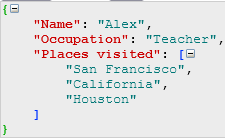 {
"Name": "Alex",
"Occupation": "Teacher",
"Places visited": [
"San Francisco",
"California",
"Houston"
]
}